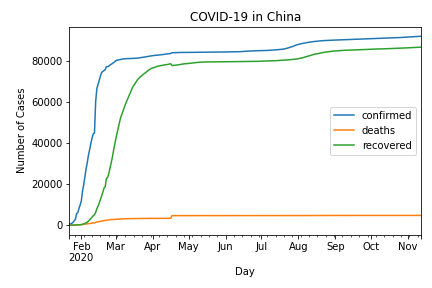 COVID-19 in China
Number of Cases
80000
60000
40000
20000
0
confirmed
deaths
recovered
Feb Mar Apr May Jun Jul Aug Sep Oct Nov
2020
Day